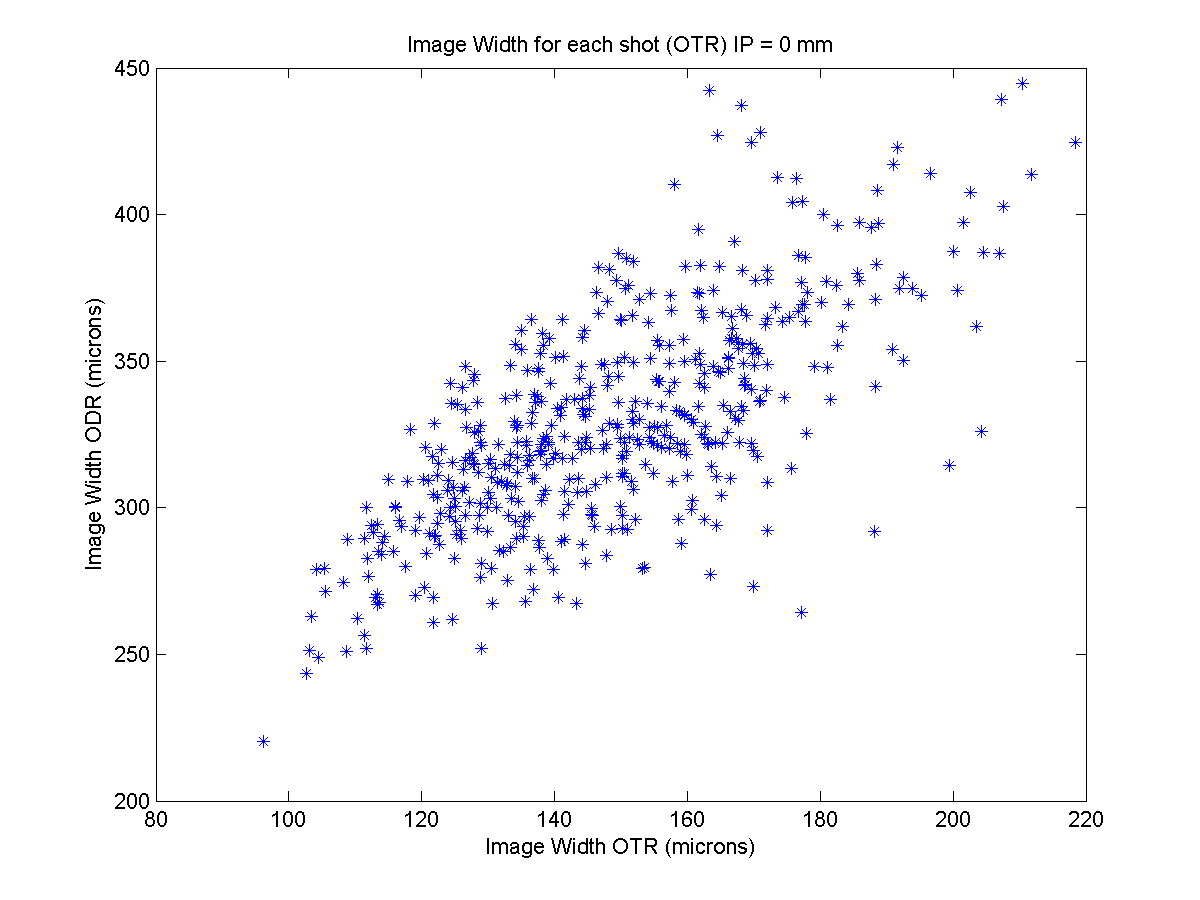 Image Width for each shot (OTR) IP = 0 mm
450
400
350
300
250
200
Image Width ODR (microns)
80 100 120 140 160 180 200 220
Image Width OTR (microns)